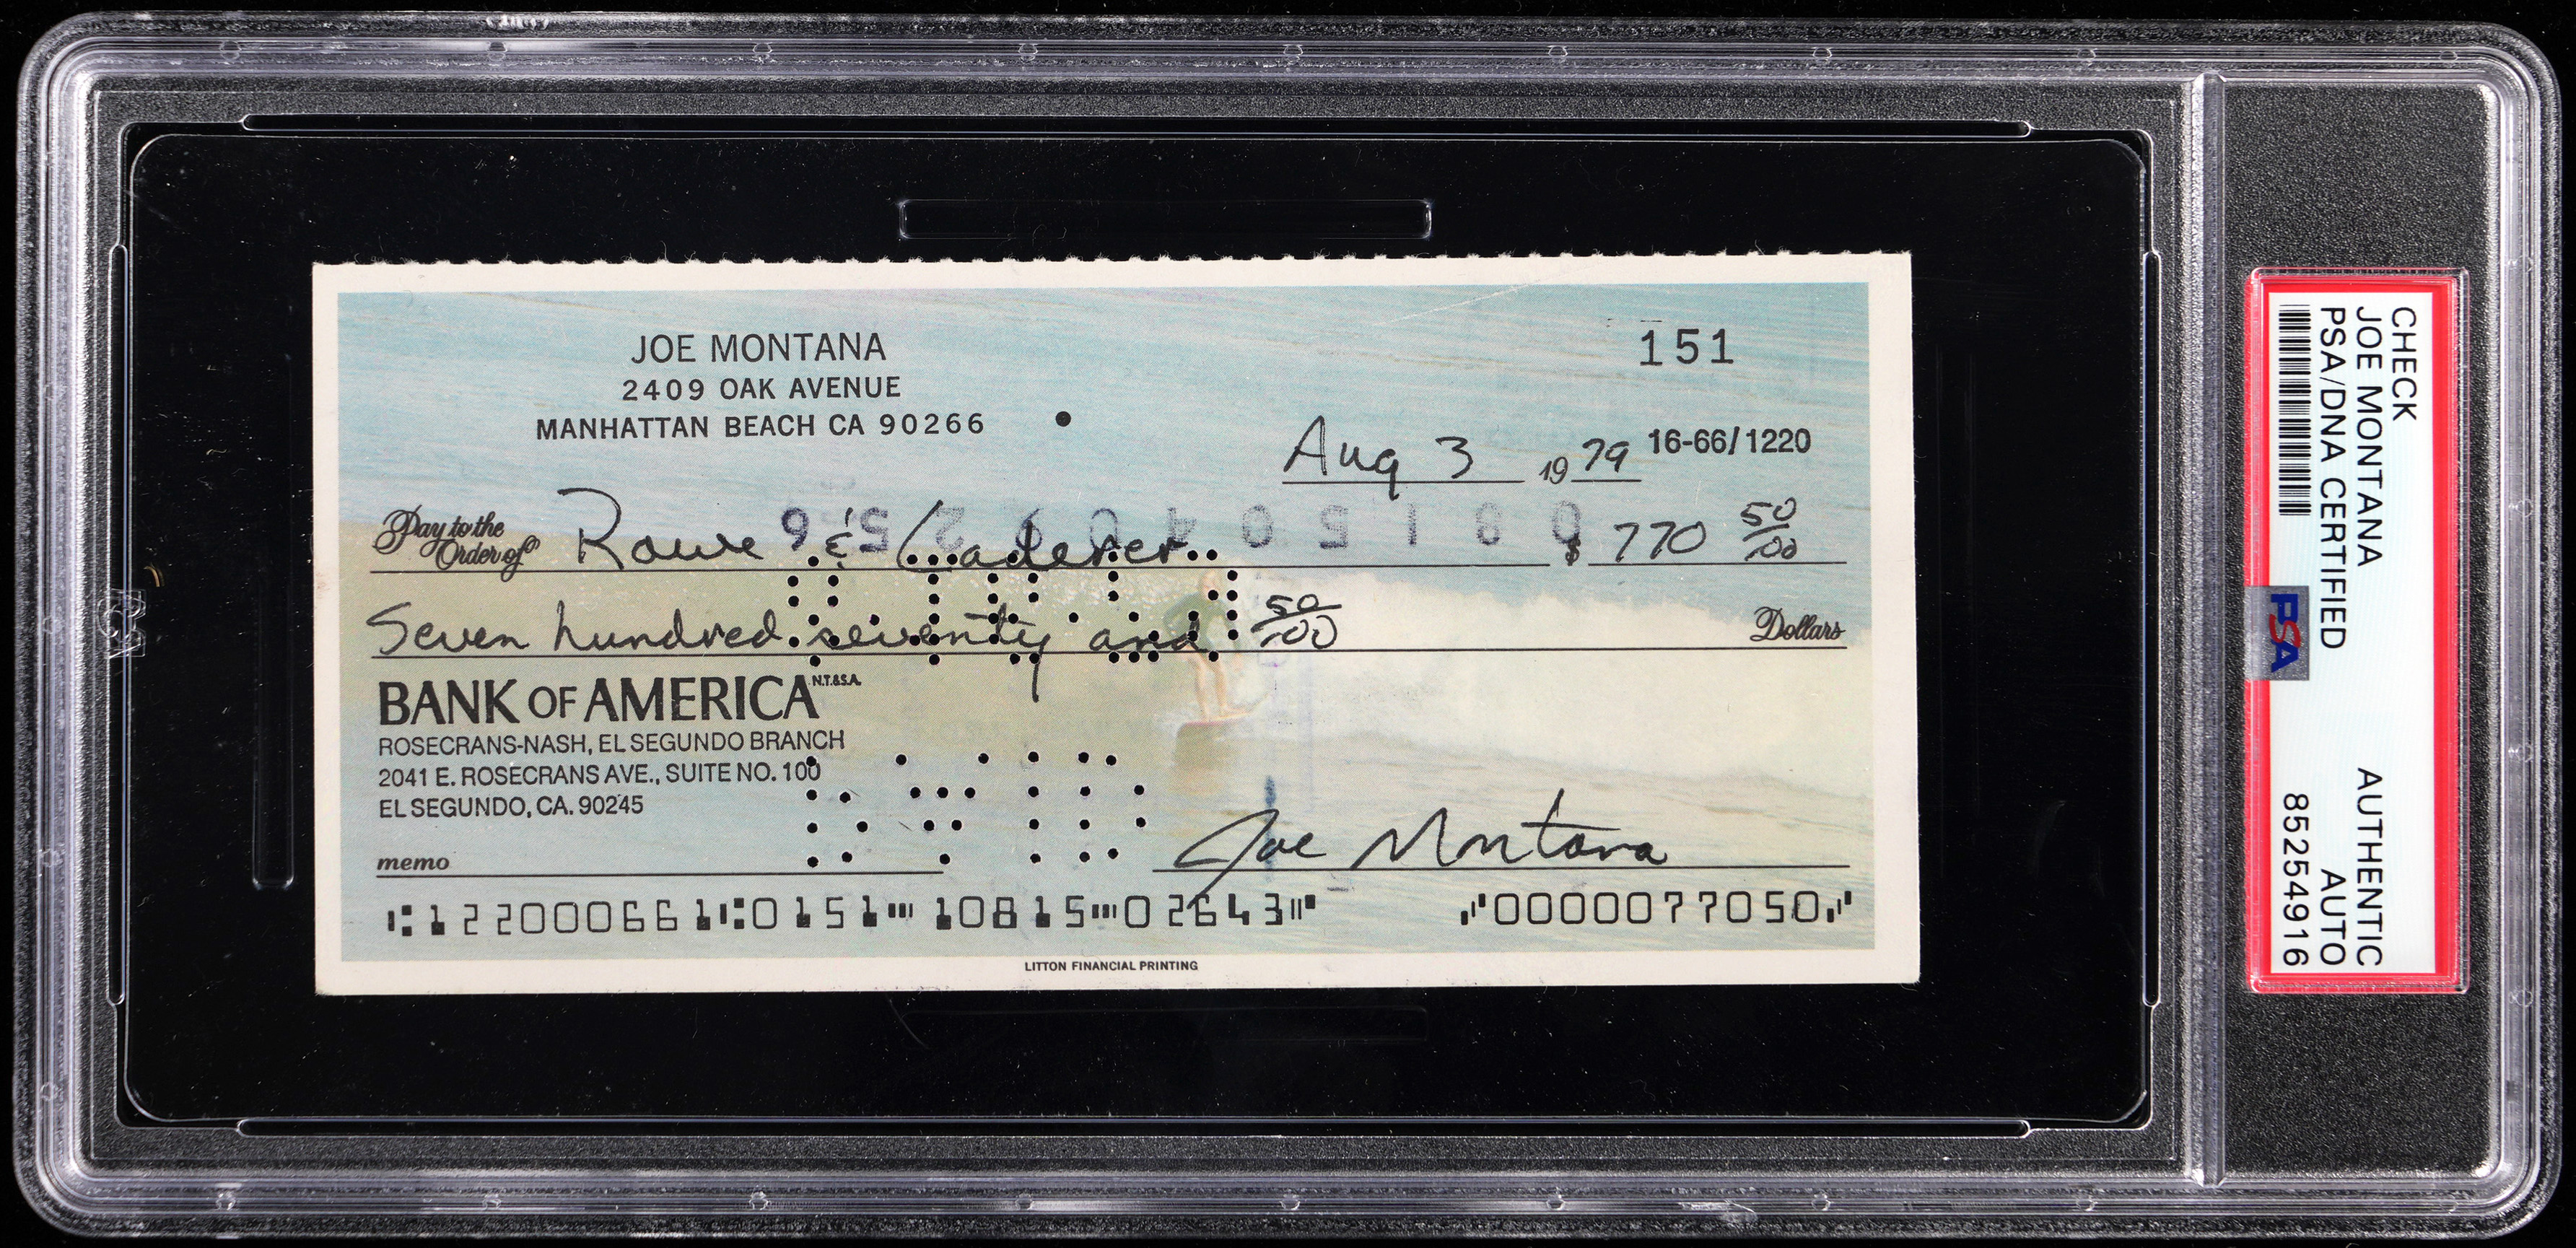 JOE MONTANA
2409 OAK AVENUE
MANHATTAN BEACH CA 90266
151
Aug 3 1979 16-66/1220
Pay to the Order of Rowe & $ 770 50/00
Seven hundred seventy and 50/00 Dollars
BANK OF AMERICA N.T.&S.A.
ROSECRANS-NASH, EL SEGUNDO BRANCH
2041 E. ROSECRANS AVE., SUITE NO. 100
EL SEGUNDO, CA. 90245
memo Joe Montana
⑆122000661⑆0151⑈10815⑈02643⑈ ⑇0000077050⑇
LITTON FINANCIAL PRINTING
CHECK
JOE MONTANA AUTHENTIC
PSA/DNA CERTIFIED AUTO
85254916
PSA